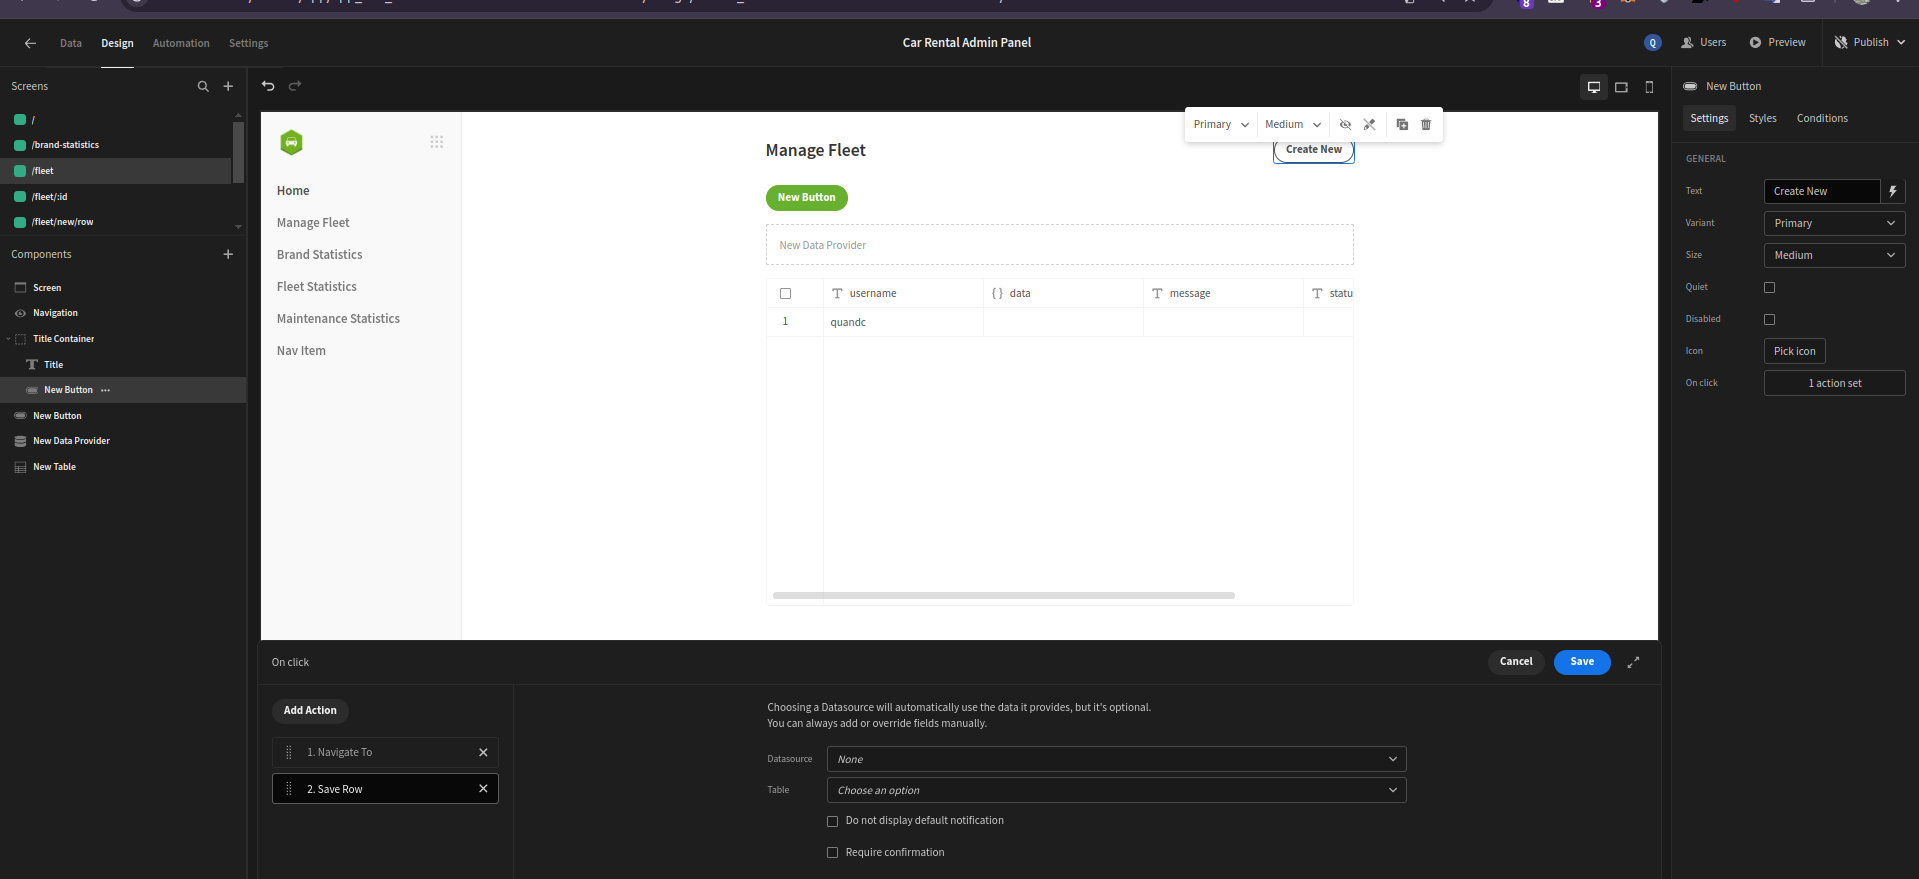 8
3
Data
Design
Automation
Settings
Car Rental Admin Panel
Q
Users
Preview
Publish
Screens
/
/brand-statistics
/fleet
/fleet/:id
/fleet/new/row
Components
Screen
Navigation
Title Container
Title
New Button
New Button
New Data Provider
New Table
Home
Manage Fleet
Brand Statistics
Fleet Statistics
Maintenance Statistics
Nav Item
Primary
Medium
Manage Fleet
Create New
New Button
New Data Provider
username
data
message
statu
1
quandc
On click
Cancel
Save
Add Action
1. Navigate To
2. Save Row
Choosing a Datasource will automatically use the data it provides, but it's optional.
You can always add or override fields manually.
Datasource
None
Table
Choose an option
Do not display default notification
Require confirmation
New Button
Settings
Styles
Conditions
GENERAL
Text
Create New
Variant
Primary
Size
Medium
Quiet
Disabled
Icon
Pick icon
On click
1 action set